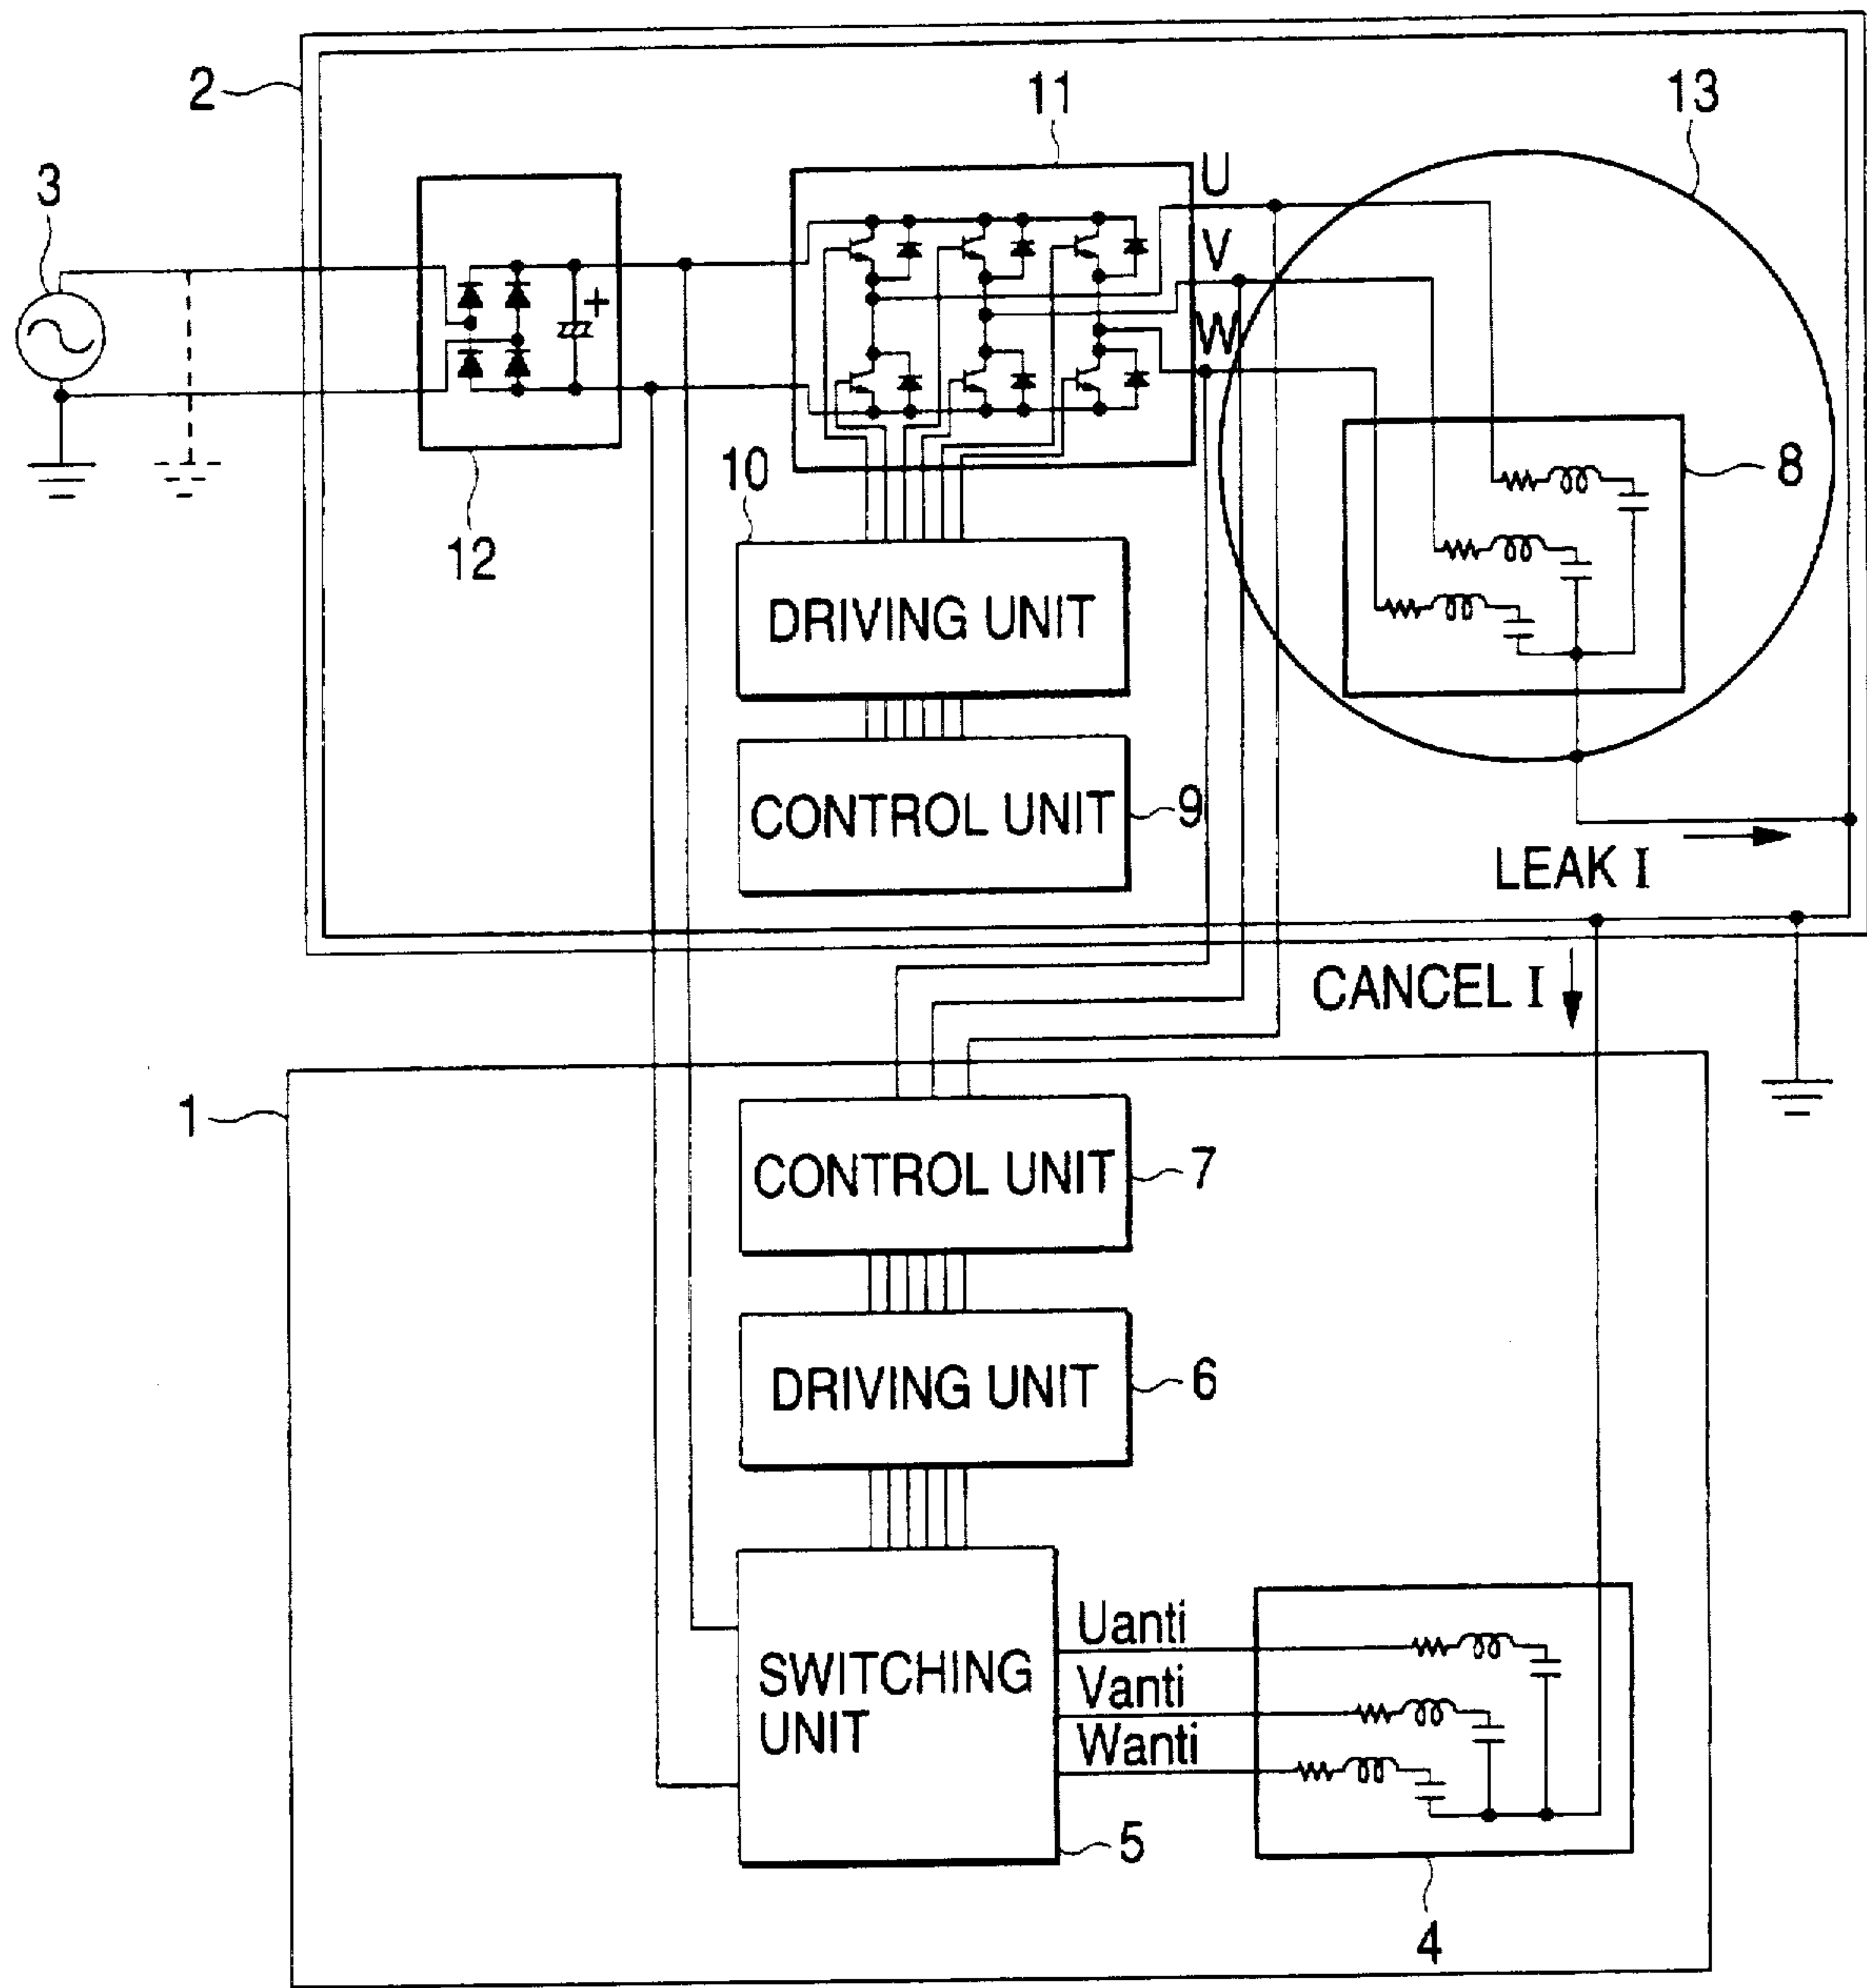 2
11
13
3
U
V
W
+
10
8
12
DRIVING UNIT
CONTROL UNIT
9
LEAK I
CANCEL I
1
CONTROL UNIT
7
DRIVING UNIT
6
SWITCHING
UNIT
Uanti
Vanti
Wanti
5
4